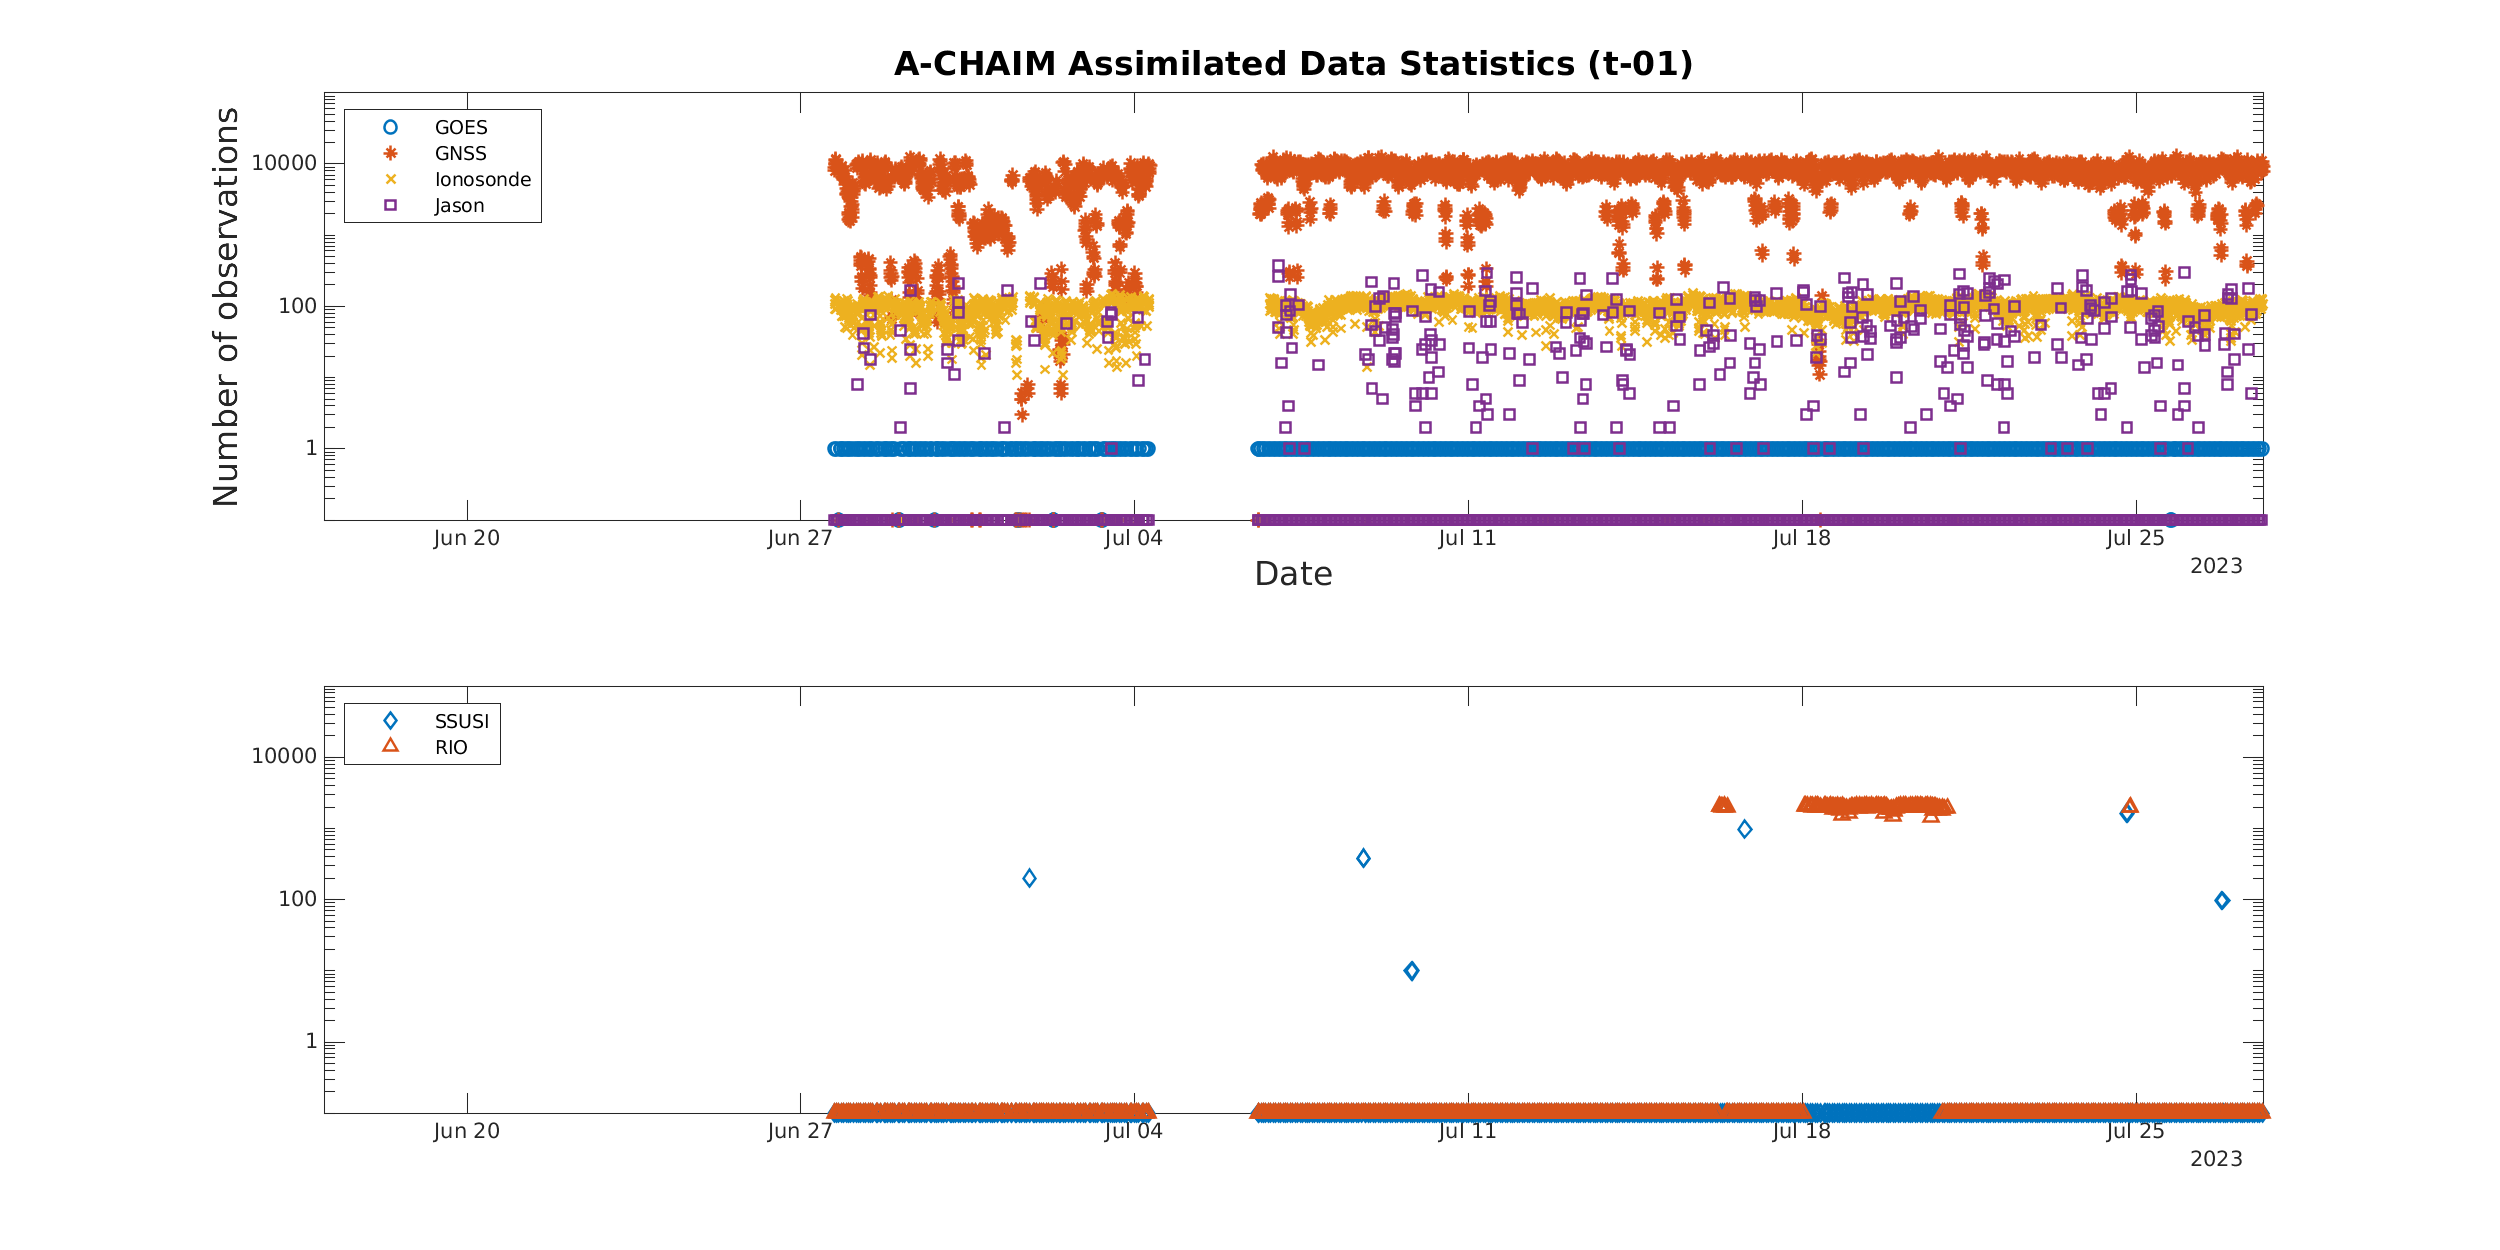 A-CHAIM Assimilated Data Statistics (t-01)
Number of observations
10000
100
1
GOES
GNSS
Ionosonde
Jason
Jun 20
Jun 27
Jul 04
Jul 11
Jul 18
Jul 25
2023
Date
10000
100
1
SSUSI
RIO
Jun 20
Jun 27
Jul 04
Jul 11
Jul 18
Jul 25
2023